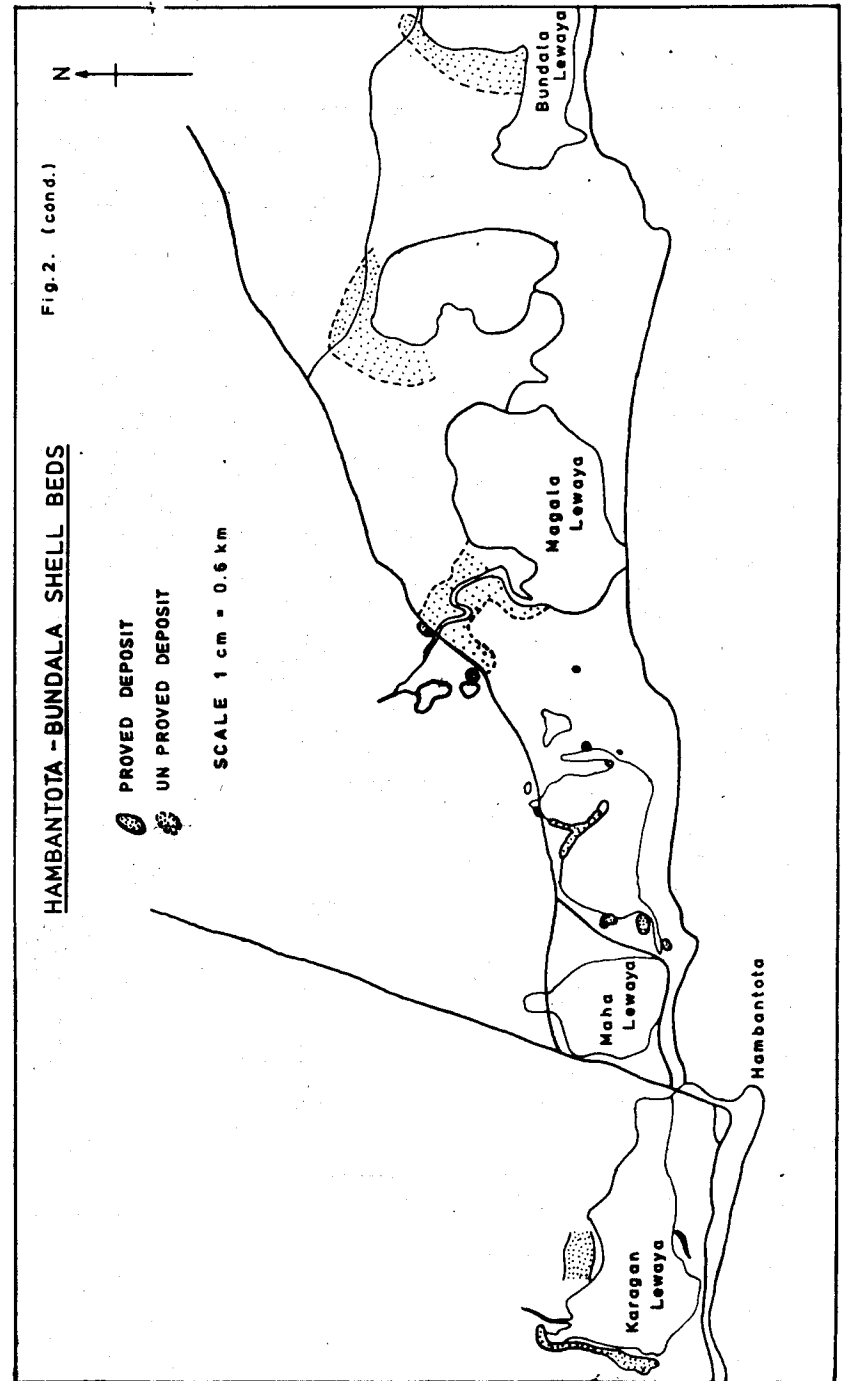 HAMBANTOTA - BUNDALA SHELL BEDS
Fig. 2. (cond.)
N
PROVED DEPOSIT
UN PROVED DEPOSIT
SCALE 1 cm = 0.6 km
Karagan
Lewaya
Maha
Lewaya
Hambantota
Magala
Lewaya
Bundala
Lewaya